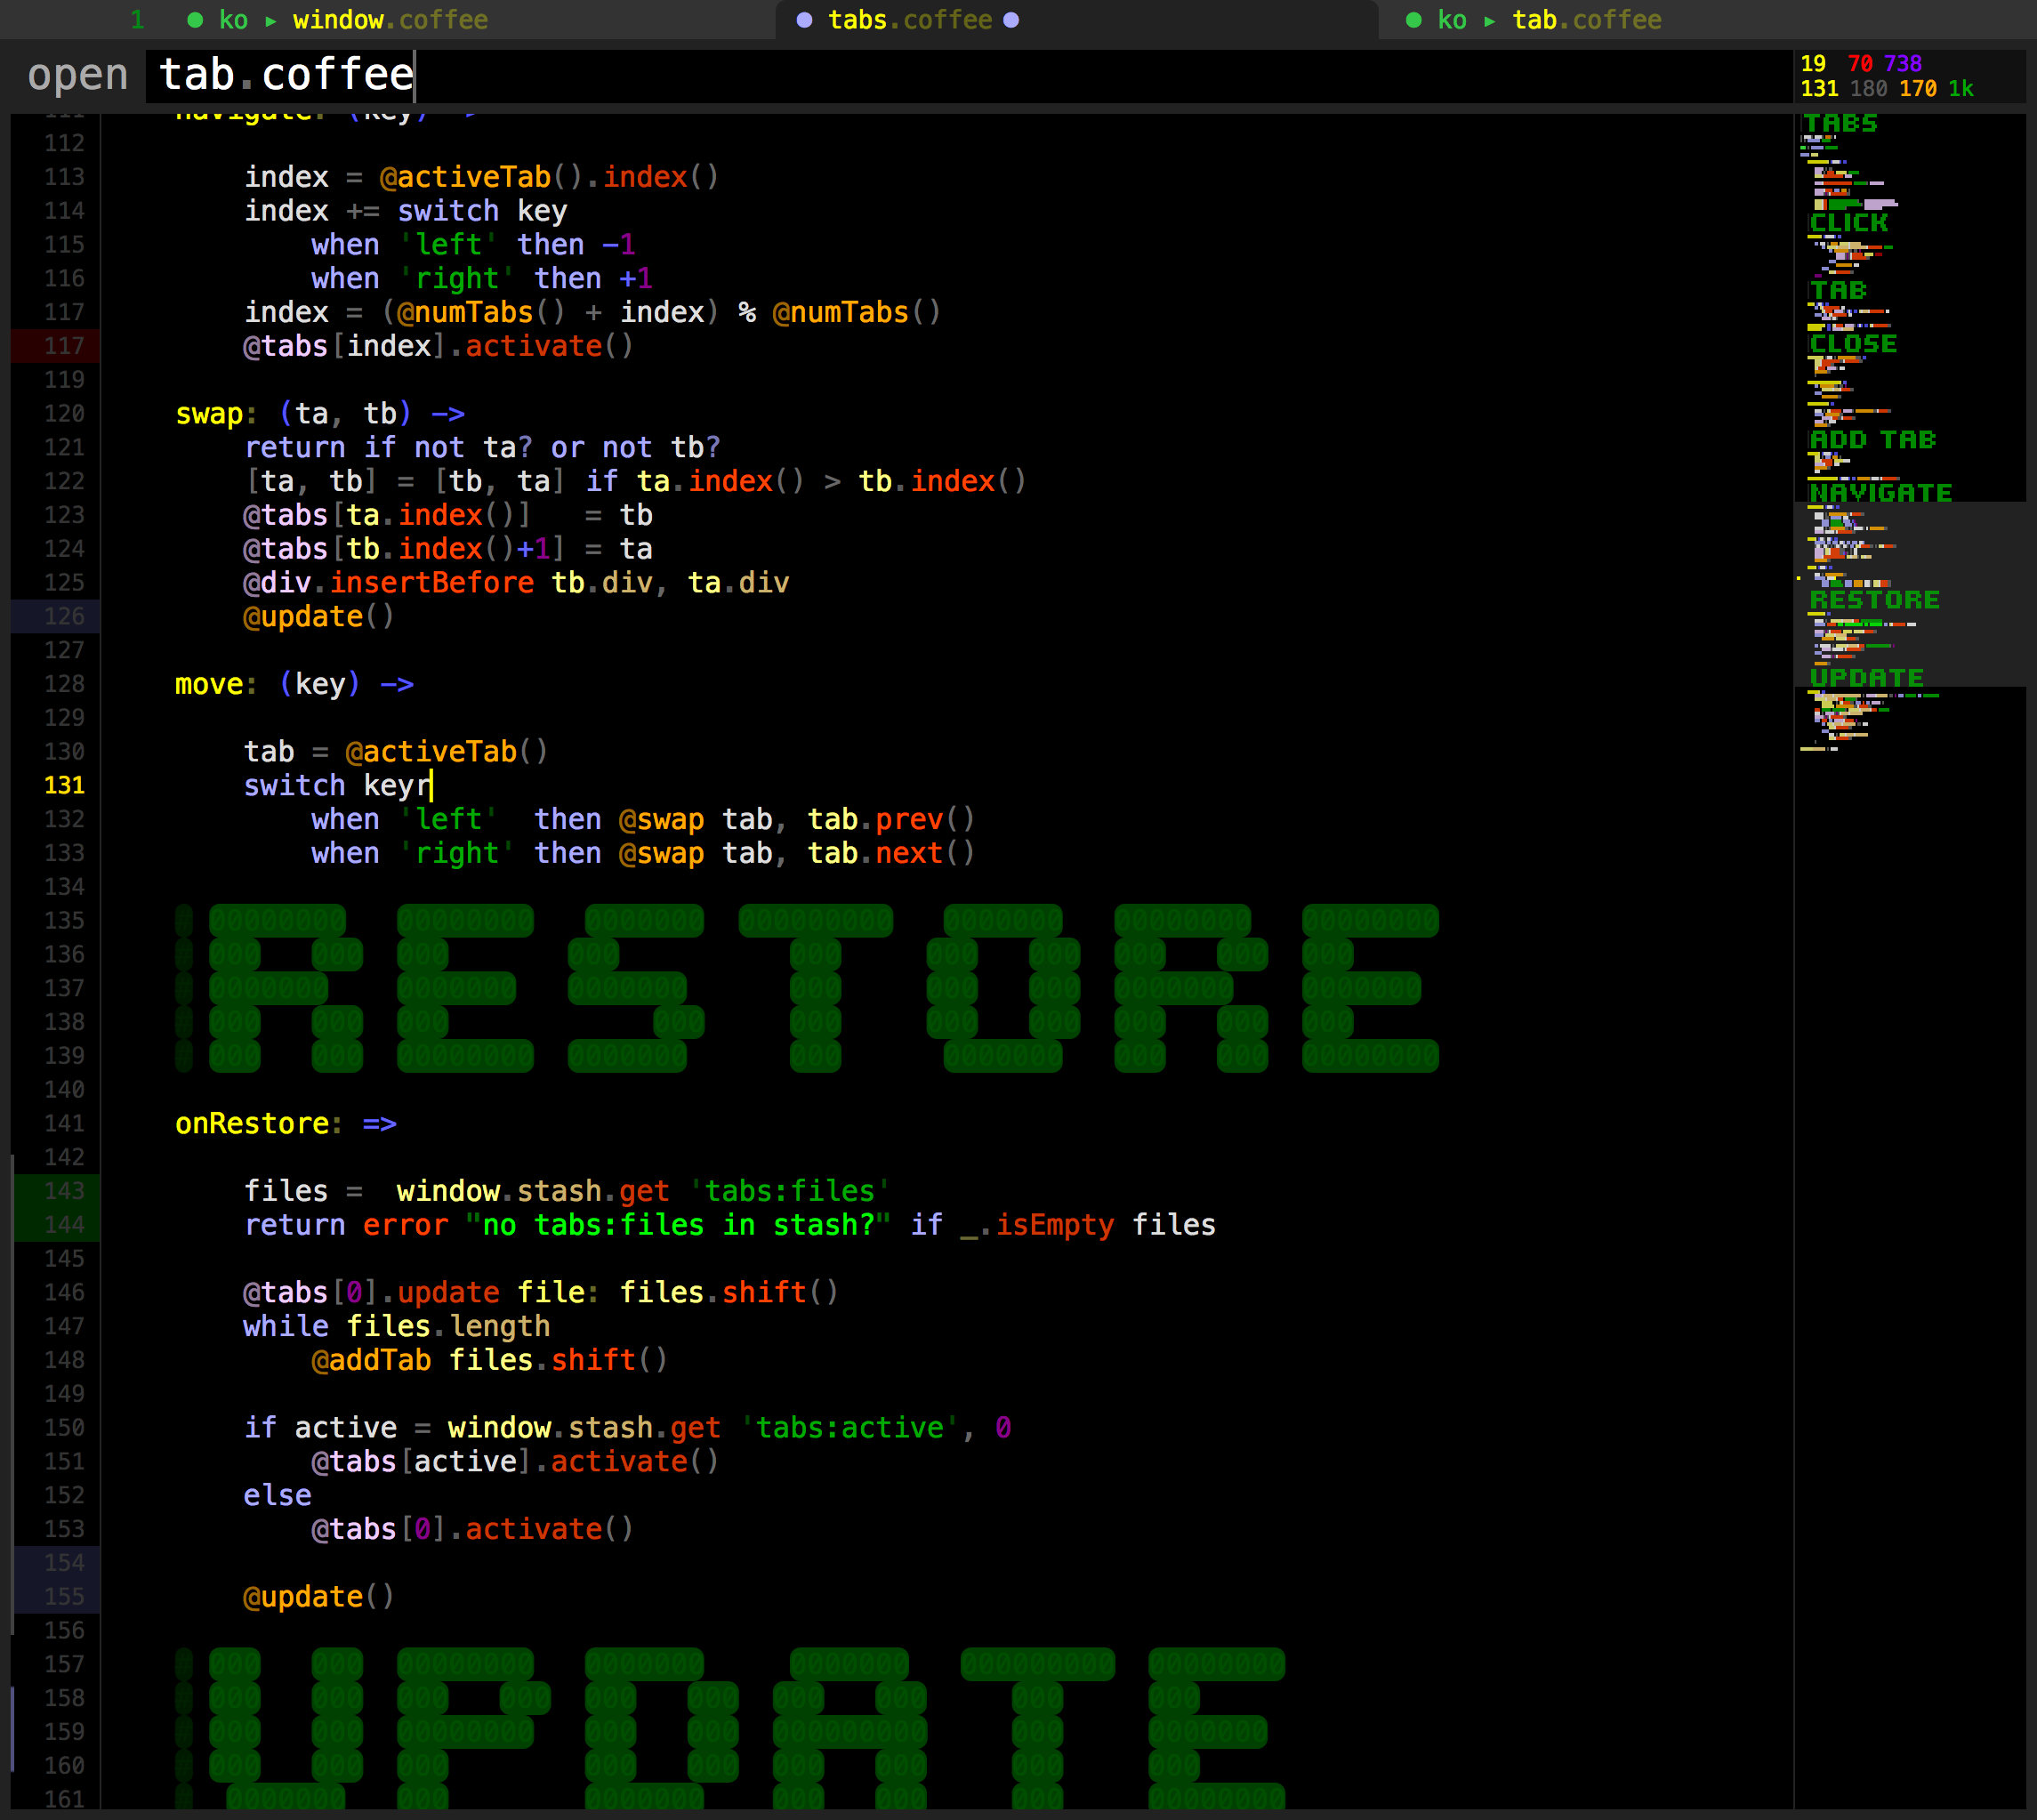 1 ● ko ▸ window.coffee ● tabs.coffee ● ● ko ▸ tab.coffee
open tab.coffee
19 70 738
131 180 170 1k
111 navigate: (key) ->
112
113 index = @activeTab().index()
114 index += switch key
115 when 'left' then -1
116 when 'right' then +1
117 index = (@numTabs() + index) % @numTabs()
117 @tabs[index].activate()
119
120 swap: (ta, tb) ->
121 return if not ta? or not tb?
122 [ta, tb] = [tb, ta] if ta.index() > tb.index()
123 @tabs[ta.index()] = tb
124 @tabs[tb.index()+1] = ta
125 @div.insertBefore tb.div, ta.div
126 @update()
127
128 move: (key) ->
129
130 tab = @activeTab()
131 switch keyr
132 when 'left' then @swap tab, tab.prev()
133 when 'right' then @swap tab, tab.next()
134
135
136
137 RESTORE
138
139
140
141 onRestore: =>
142
143 files = window.stash.get 'tabs:files'
144 return error "no tabs:files in stash?" if _.isEmpty files
145
146 @tabs[0].update file: files.shift()
147 while files.length
148 @addTab files.shift()
149
150 if active = window.stash.get 'tabs:active', 0
151 @tabs[active].activate()
152 else
153 @tabs[0].activate()
154
155 @update()
156
157
158
159 UPDATE
160
161
TABS
CLICK
TAB
CLOSE
ADD TAB
NAVIGATE
RESTORE
UPDATE